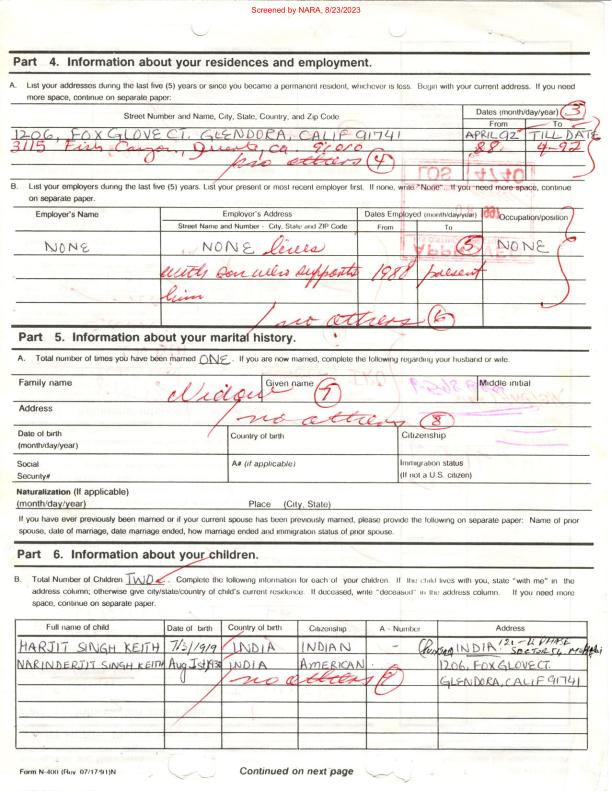 Screened by NARA, 8/23/2023
Part 4. Information about your residences and employment.
A. List your addresses during the last five (5) years or since you became a permanent resident, whichever is less. Begin with your current address. If you need
more space, continue on separate paper:
Street Number and Name, City, State, Country, and Zip Code
Dates (month/day/year) 3
From To
1206, FOX GLOVE CT. GLENDORA, CALIF 91741 APRIL 92 TILL DATE
3115 Fish Canyon, Duarte, Ca. 91010 88 4-92
no others 4
B. List your employers during the last five (5) years. List your present or most recent employer first. If none, write "None". If you need more space, continue
on separate paper.
Employer's Name Employer's Address Dates Employed (month/day/year) Occupation/position
Street Name and Number - City, State and ZIP Code From To
NONE NONE lives 5 NONE
with son who supports 1988 present
him
no others 6
Part 5. Information about your marital history.
A. Total number of times you have been married ONE. If you are now married, complete the following regarding your husband or wife.
Family name Given name Middle initial
Widow 7
Address
no others 8
Date of birth Country of birth Citizenship
(month/day/year)
Social A# (if applicable) Immigration status
Security# (If not a U.S. citizen)
Naturalization (If applicable)
(month/day/year) Place (City, State)
If you have ever previously been married or if your current spouse has been previously married, please provide the following on separate paper: Name of prior
spouse, date of marriage, date marriage ended, how marriage ended and immigration status of prior spouse.
Part 6. Information about your children.
B. Total Number of Children TWO. Complete the following information for each of your children. If the child lives with you, state "with me" in the
address column; otherwise give city/state/country of child's current residence. If deceased, write "deceased" in the address column. If you need more
space, continue on separate paper.
Full name of child Date of birth Country of birth Citizenship A - Number Address
HARJIT SINGH KEITH INDIA INDIAN - INDIA.
NARINDERJIT SINGH KEITH Aug 1st INDIA AMERICAN 1206, FOX GLOVE CT.
no others GLENDORA, CALIF 91741
Form N-400 (Rev. 07/17/91)N
Continued on next page